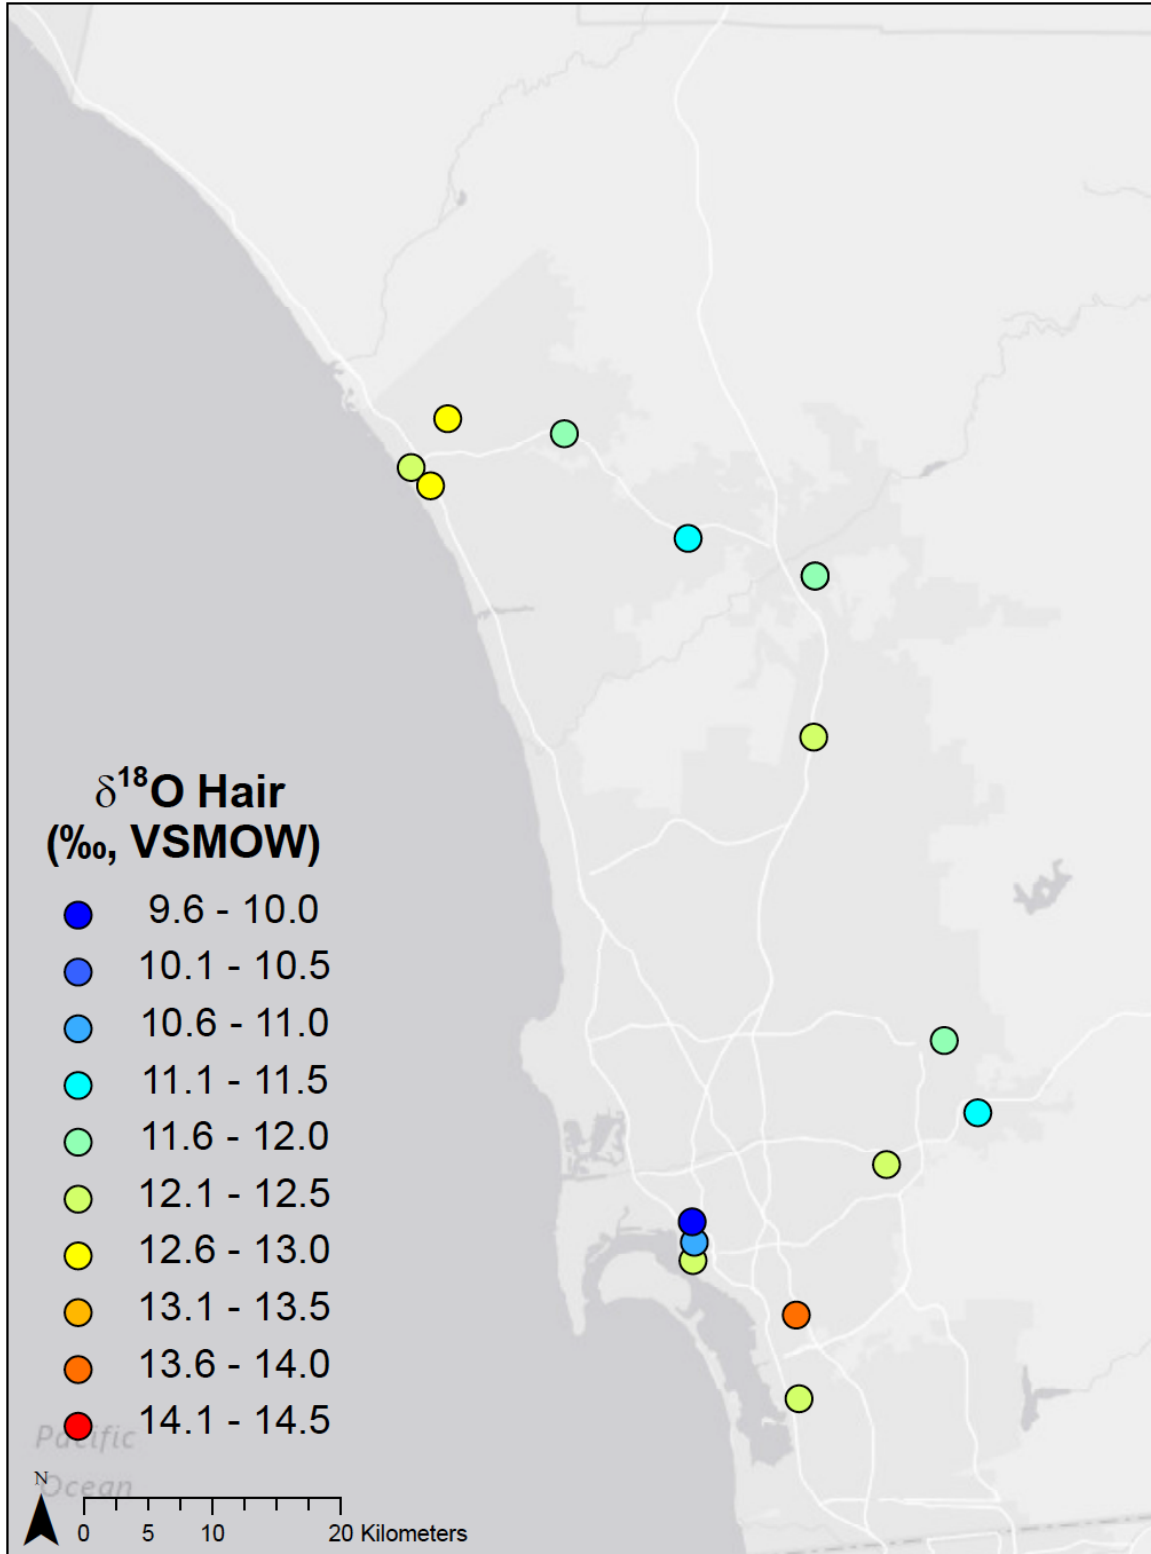 δ¹⁸O Hair
(‰, VSMOW)
9.6 - 10.0
10.1 - 10.5
10.6 - 11.0
11.1 - 11.5
11.6 - 12.0
12.1 - 12.5
12.6 - 13.0
13.1 - 13.5
13.6 - 14.0
14.1 - 14.5
Pacific
Ocean
N
0 5 10 20 Kilometers